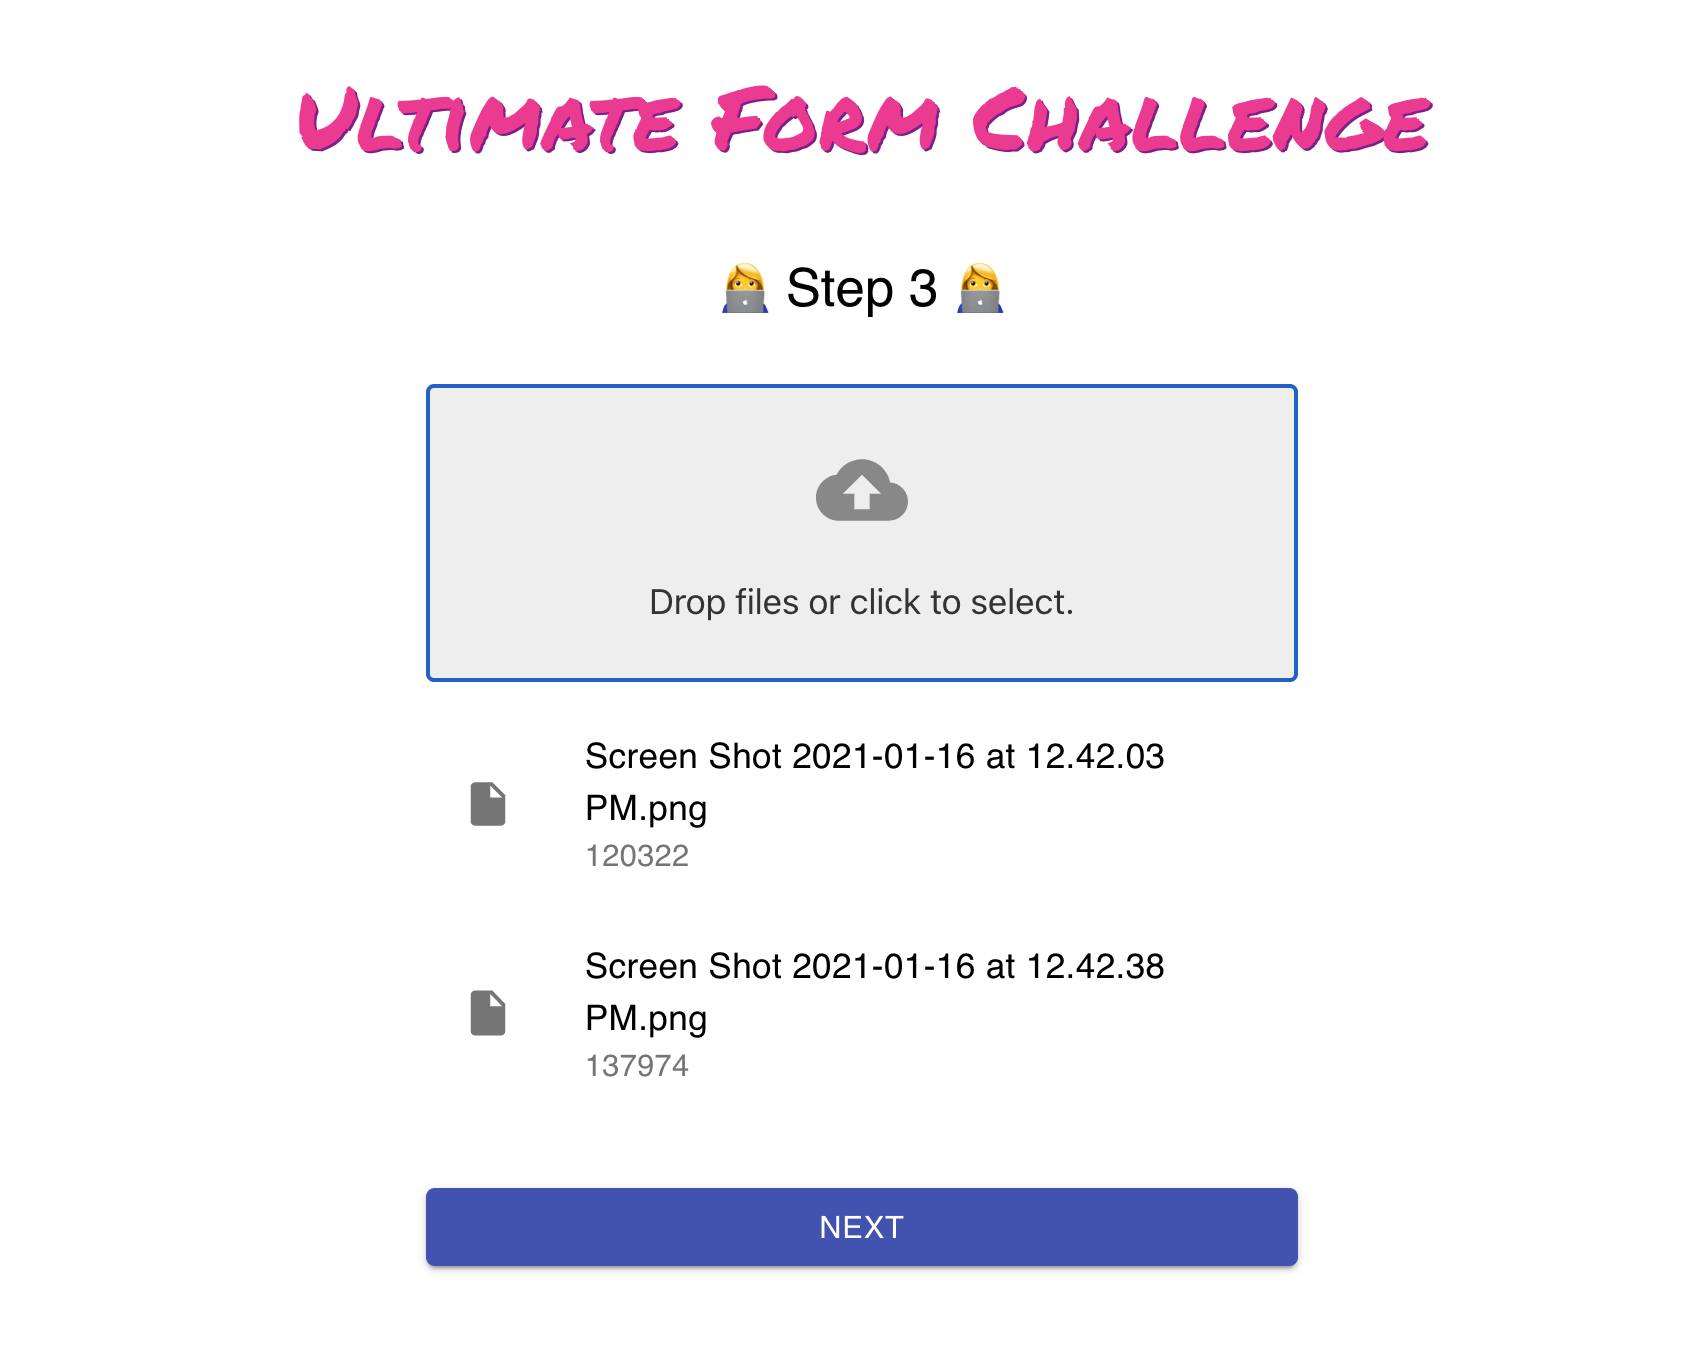 Ultimate Form Challenge
👩‍💻 Step 3 👩‍💻
Drop files or click to select.
Screen Shot 2021-01-16 at 12.42.03
PM.png
120322
Screen Shot 2021-01-16 at 12.42.38
PM.png
137974
NEXT